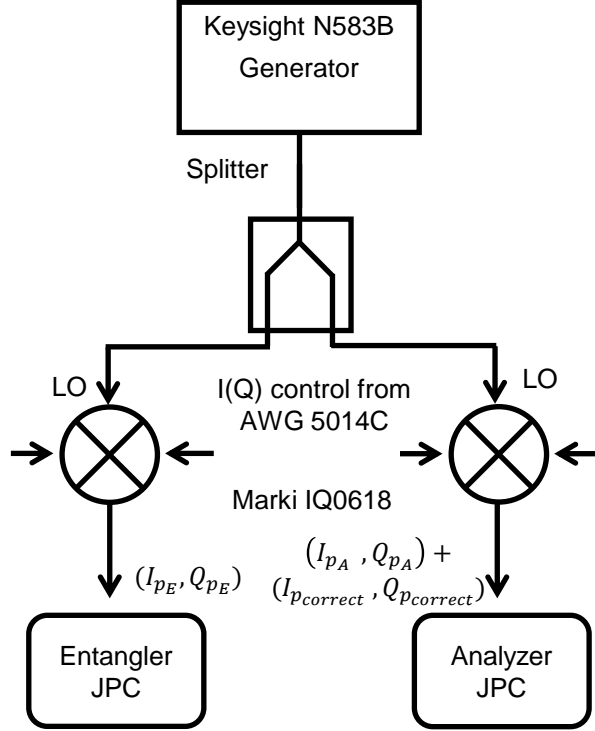 Keysight N583B
Generator
Splitter
LO
LO
I(Q) control from
AWG 5014C
Marki IQ0618
(I_{p_E}, Q_{p_E})
(I_{p_A} , Q_{p_A}) +
(I_{p_{correct}} , Q_{p_{correct}})
Entangler
JPC
Analyzer
JPC